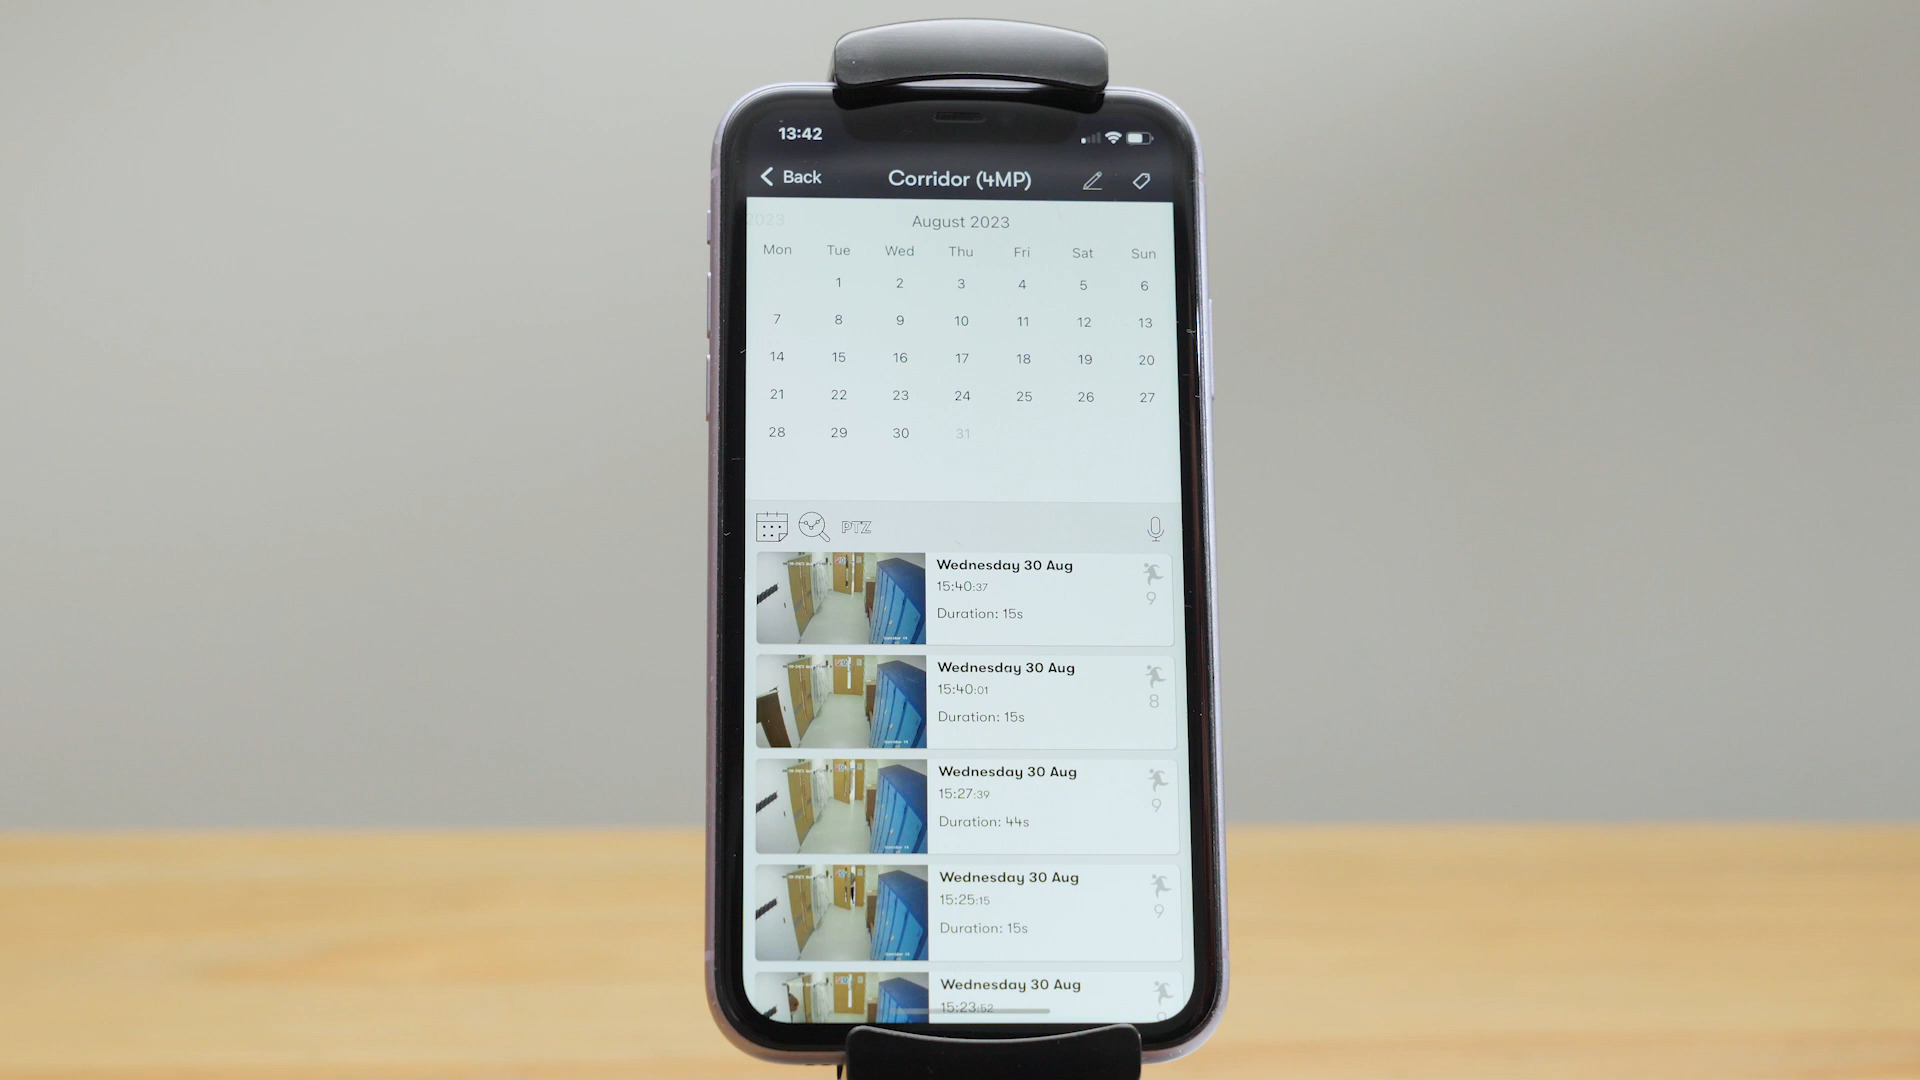 13:42
Back
Corridor (4MP)
2023
August 2023
Mon Tue Wed Thu Fri Sat Sun
1 2 3 4 5 6
7 8 9 10 11 12 13
14 15 16 17 18 19 20
21 22 23 24 25 26 27
28 29 30 31
PTZ
Wednesday 30 Aug
15:40:37
9
Duration: 15s
Wednesday 30 Aug
15:40:01
8
Duration: 15s
Wednesday 30 Aug
15:27:39
9
Duration: 44s
Wednesday 30 Aug
15:25:15
9
Duration: 15s
Wednesday 30 Aug
15:23:52